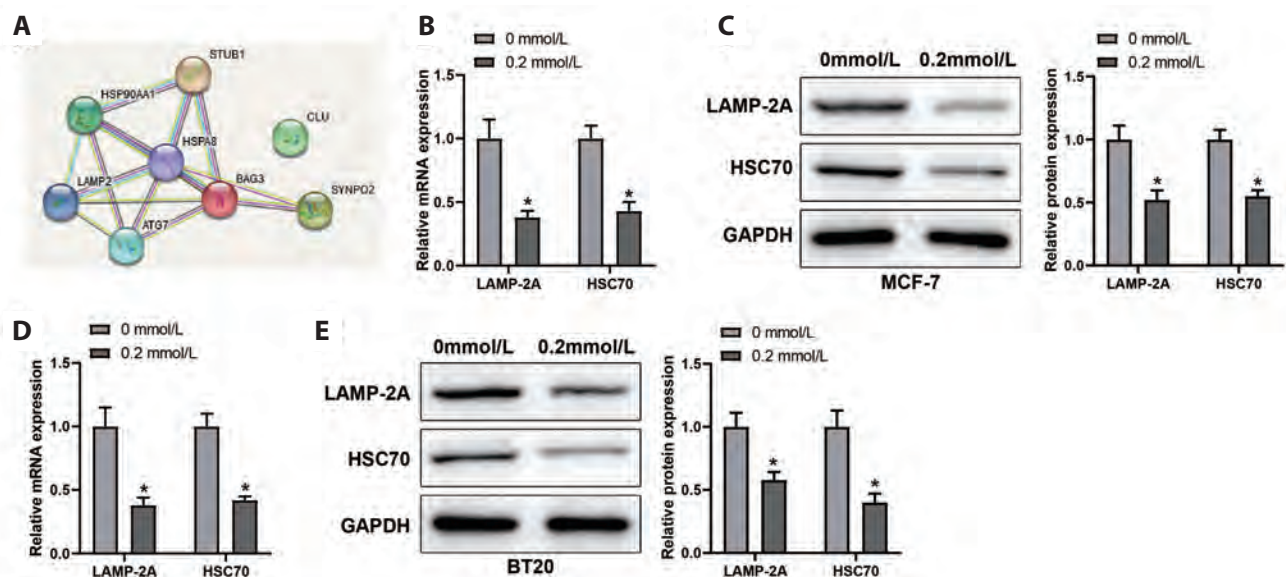 A
STUB1
HSP90AA1
CLU
HSPA8
LAMP2
BAG3
SYNPO2
ATG7
B
0 mmol/L
0.2 mmol/L
Relative mRNA expression
1.5
1.0
0.5
0.0
*
*
LAMP-2A HSC70
C
0mmol/L 0.2mmol/L
LAMP-2A
HSC70
GAPDH
MCF-7
0 mmol/L
0.2 mmol/L
Relative protein expression
1.5
1.0
0.5
0.0
*
*
LAMP-2A HSC70
D
0 mmol/L
0.2 mmol/L
Relative mRNA expression
1.5
1.0
0.5
0.0
*
*
LAMP-2A HSC70
E
0mmol/L 0.2mmol/L
LAMP-2A
HSC70
GAPDH
BT20
0 mmol/L
0.2 mmol/L
Relative protein expression
1.5
1.0
0.5
0.0
*
*
LAMP-2A HSC70